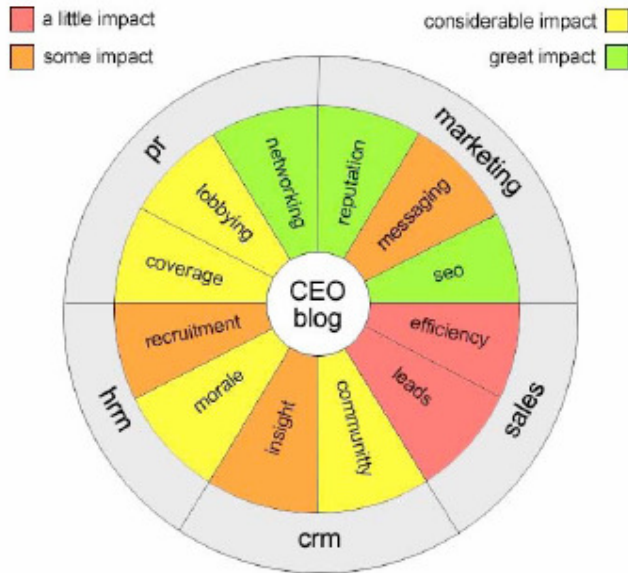 a little impact
some impact
considerable impact
great impact
pr
marketing
networking
reputation
lobbying
messaging
coverage
seo
CEO
blog
recruitment
efficiency
morale
leads
insight
communitty
hrm
sales
crm